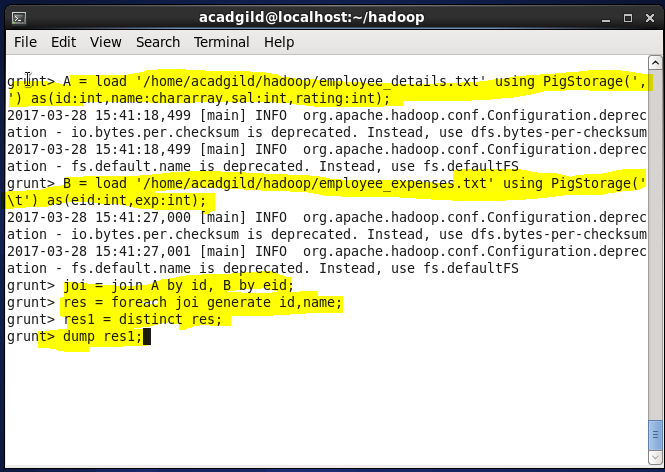 acadgild@localhost:~/hadoop
File Edit View Search Terminal Help
grunt> A = load '/home/acadgild/hadoop/employee_details.txt' using PigStorage(',
') as(id:int,name:chararray,sal:int,rating:int);
2017-03-28 15:41:18,499 [main] INFO  org.apache.hadoop.conf.Configuration.deprec
ation - io.bytes.per.checksum is deprecated. Instead, use dfs.bytes-per-checksum
2017-03-28 15:41:18,499 [main] INFO  org.apache.hadoop.conf.Configuration.deprec
ation - fs.default.name is deprecated. Instead, use fs.defaultFS
grunt> B = load '/home/acadgild/hadoop/employee_expenses.txt' using PigStorage('
\t') as(eid:int,exp:int);
2017-03-28 15:41:27,000 [main] INFO  org.apache.hadoop.conf.Configuration.deprec
ation - io.bytes.per.checksum is deprecated. Instead, use dfs.bytes-per-checksum
2017-03-28 15:41:27,001 [main] INFO  org.apache.hadoop.conf.Configuration.deprec
ation - fs.default.name is deprecated. Instead, use fs.defaultFS
grunt> joi = join A by id, B by eid;
grunt> res = foreach joi generate id,name;
grunt> res1 = distinct res;
grunt> dump res1;